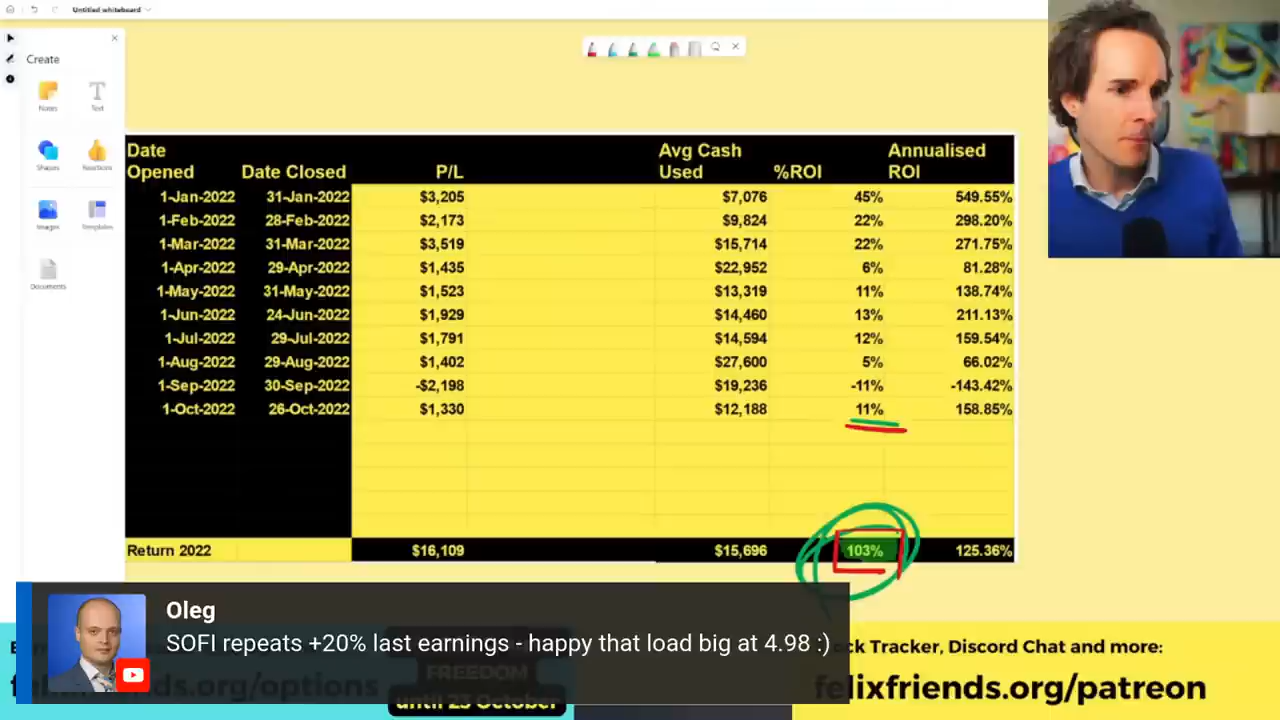 Untitled whiteboard
Create
Notes
Text
Shapes
Reactions
Images
Templates
Documents
Date Opened Date Closed P/L Avg Cash Used %ROI Annualised ROI
1-Jan-2022 31-Jan-2022 $3,205 $7,076 45% 549.55%
1-Feb-2022 28-Feb-2022 $2,173 $9,824 22% 298.20%
1-Mar-2022 31-Mar-2022 $3,519 $15,714 22% 271.75%
1-Apr-2022 29-Apr-2022 $1,435 $22,952 6% 81.28%
1-May-2022 31-May-2022 $1,523 $13,319 11% 138.74%
1-Jun-2022 24-Jun-2022 $1,929 $14,460 13% 211.13%
1-Jul-2022 29-Jul-2022 $1,791 $14,594 12% 159.54%
1-Aug-2022 29-Aug-2022 $1,402 $27,600 5% 66.02%
1-Sep-2022 30-Sep-2022 -$2,198 $19,236 -11% -143.42%
1-Oct-2022 26-Oct-2022 $1,330 $12,188 11% 158.85%
Return 2022 $16,109 $15,696 103% 125.36%
Oleg
SOFI repeats +20% last earnings - happy that load big at 4.98 :)
FREEDOM
until 23 October
ck Tracker, Discord Chat and more:
felixfriends.org/patreon